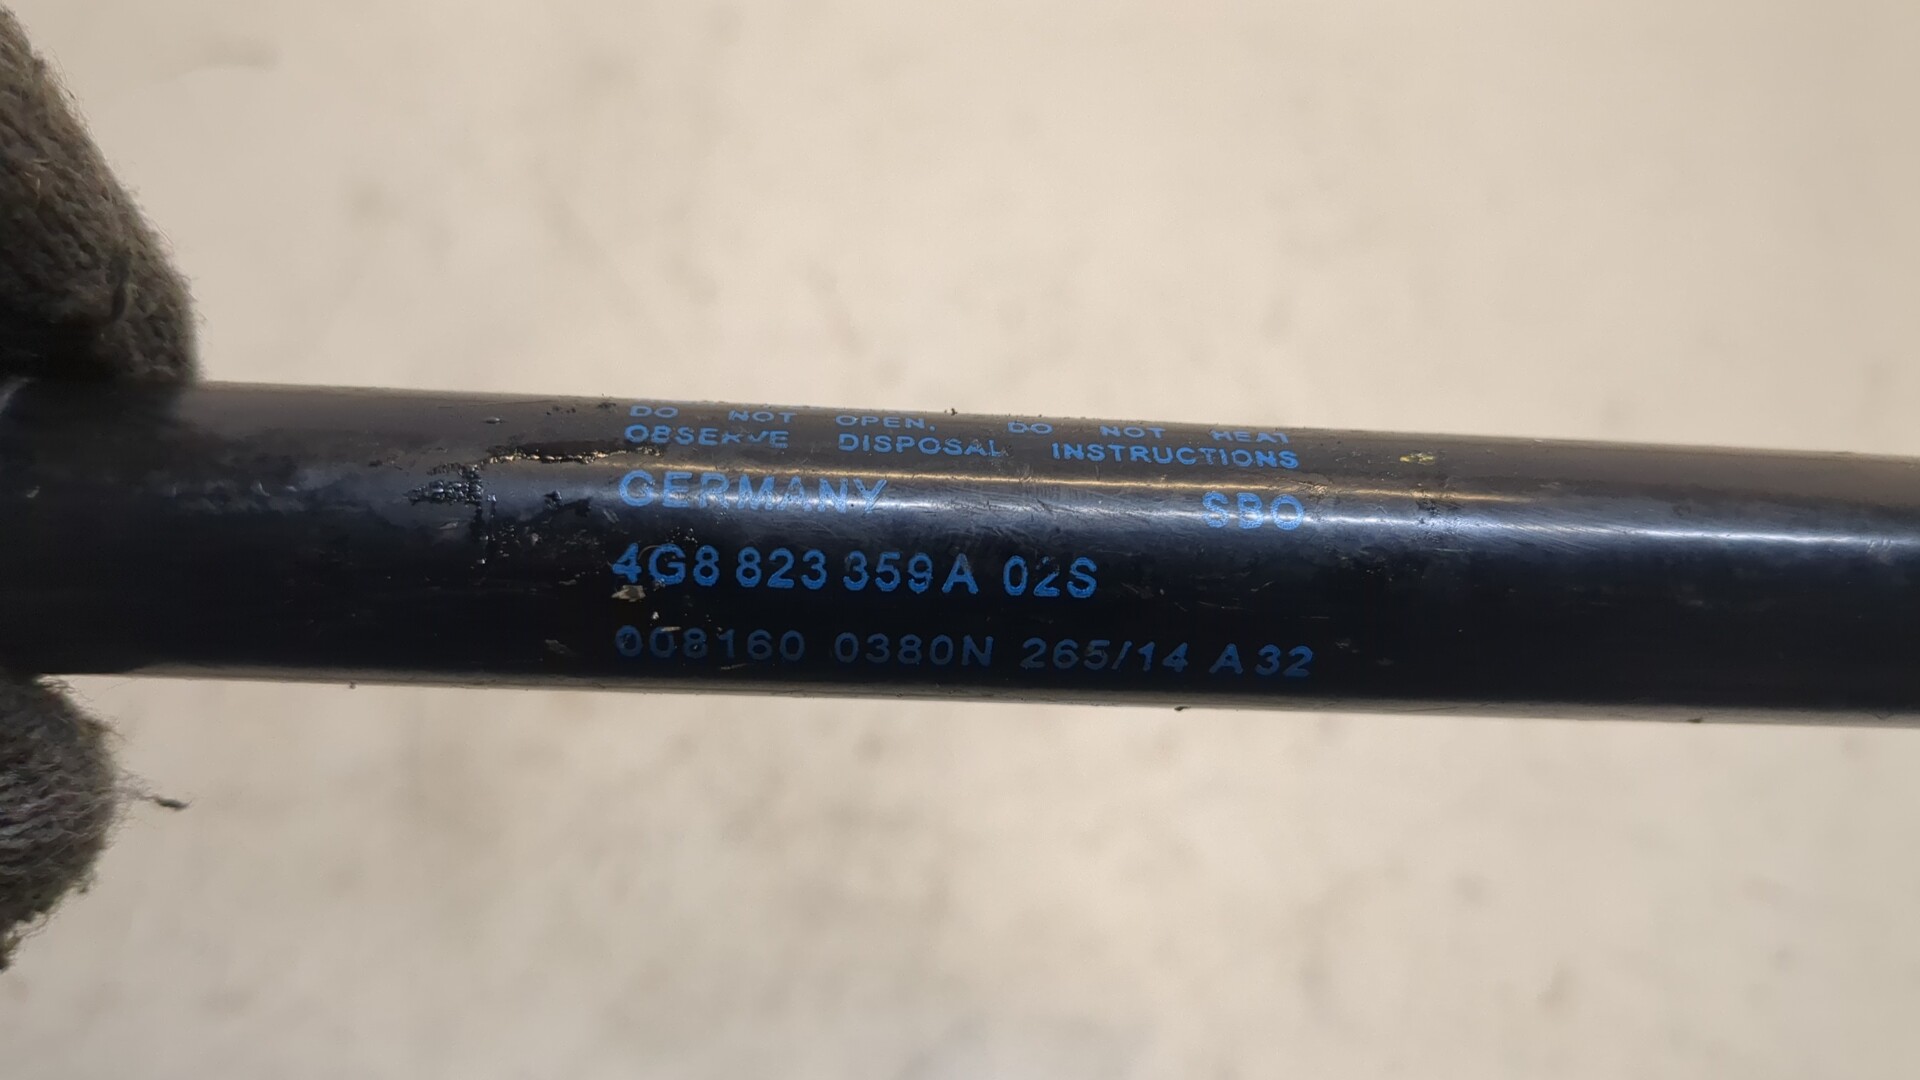 DO NOT OPEN, DO NOT HEAT
OBSERVE DISPOSAL INSTRUCTIONS
GERMANY SBO
4G8 823 359 A 02S
008160 0380N 265/14 A32